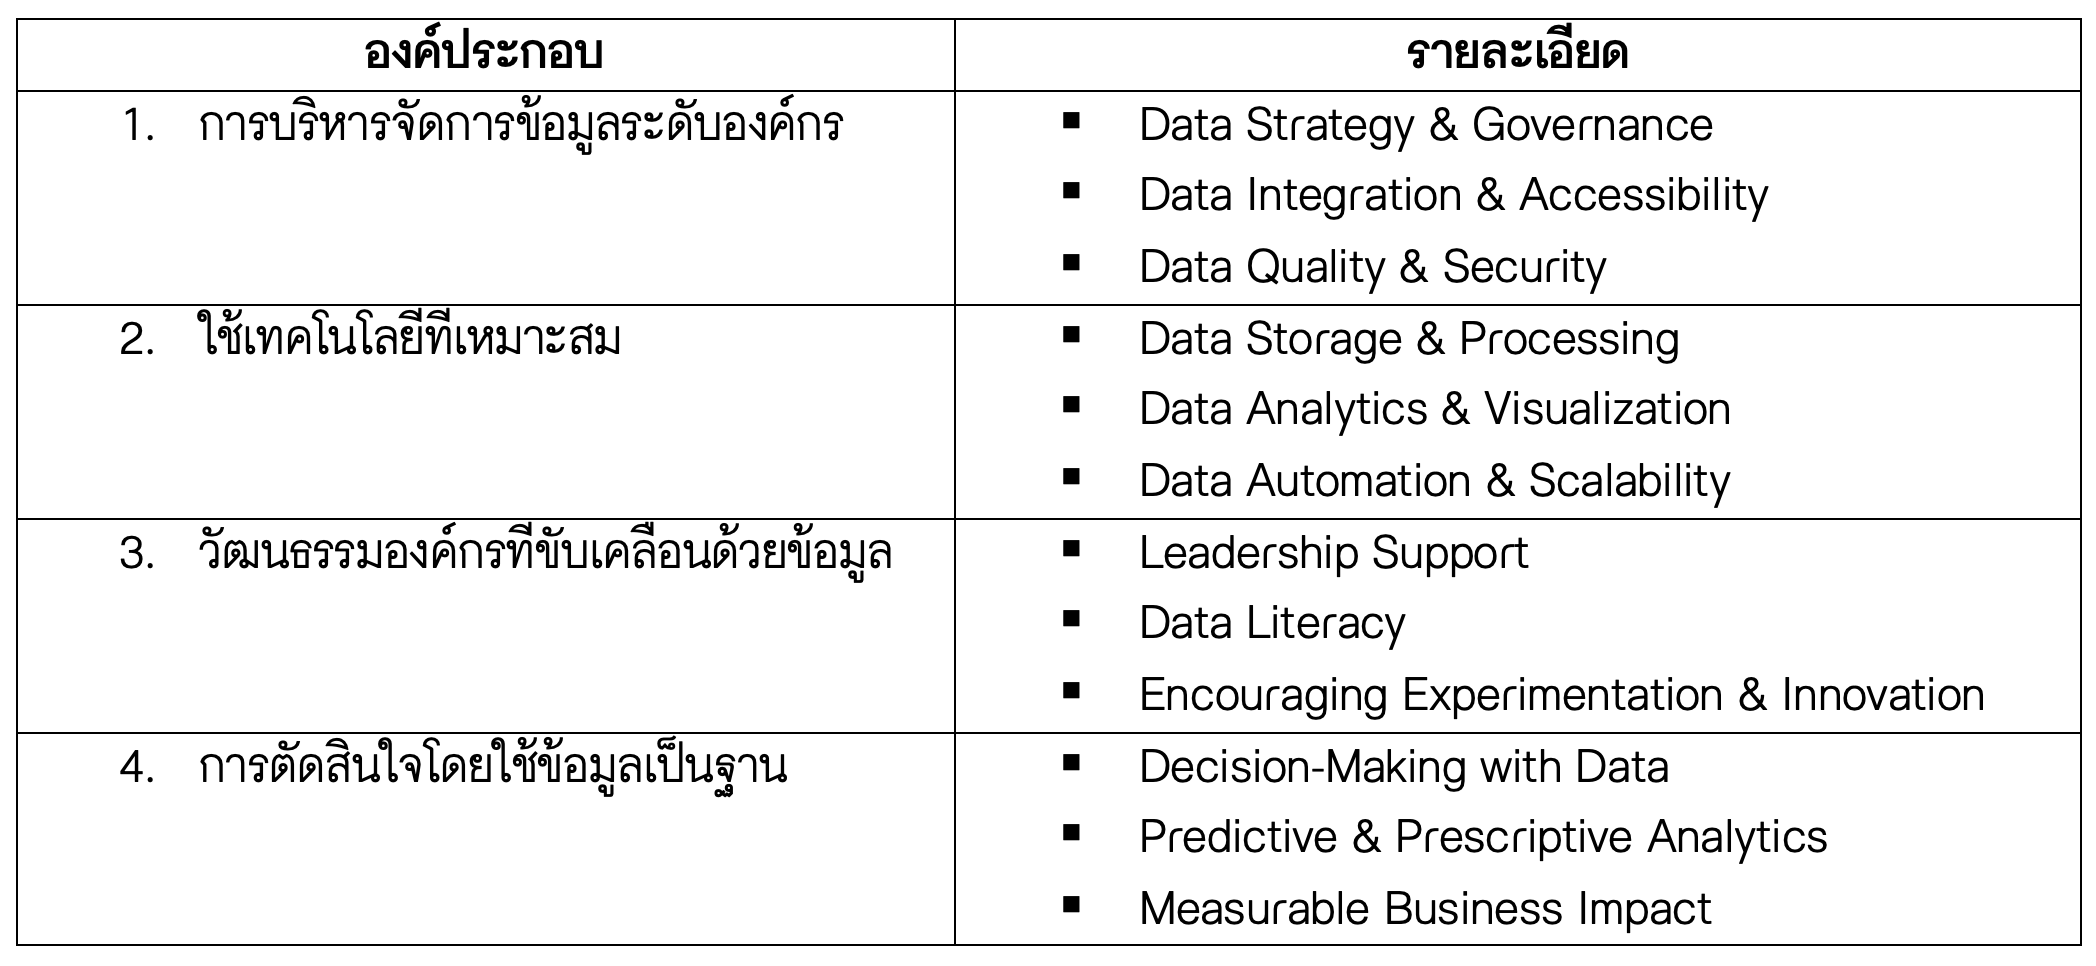 องค์ประกอบ
รายละเอียด
1. การบริหารจัดการข้อมูลระดับองค์กร
▪ Data Strategy & Governance
▪ Data Integration & Accessibility
▪ Data Quality & Security
2. ใช้เทคโนโลยีที่เหมาะสม
▪ Data Storage & Processing
▪ Data Analytics & Visualization
▪ Data Automation & Scalability
3. วัฒนธรรมองค์กรที่ขับเคลื่อนด้วยข้อมูล
▪ Leadership Support
▪ Data Literacy
▪ Encouraging Experimentation & Innovation
4. การตัดสินใจโดยใช้ข้อมูลเป็นฐาน
▪ Decision-Making with Data
▪ Predictive & Prescriptive Analytics
▪ Measurable Business Impact